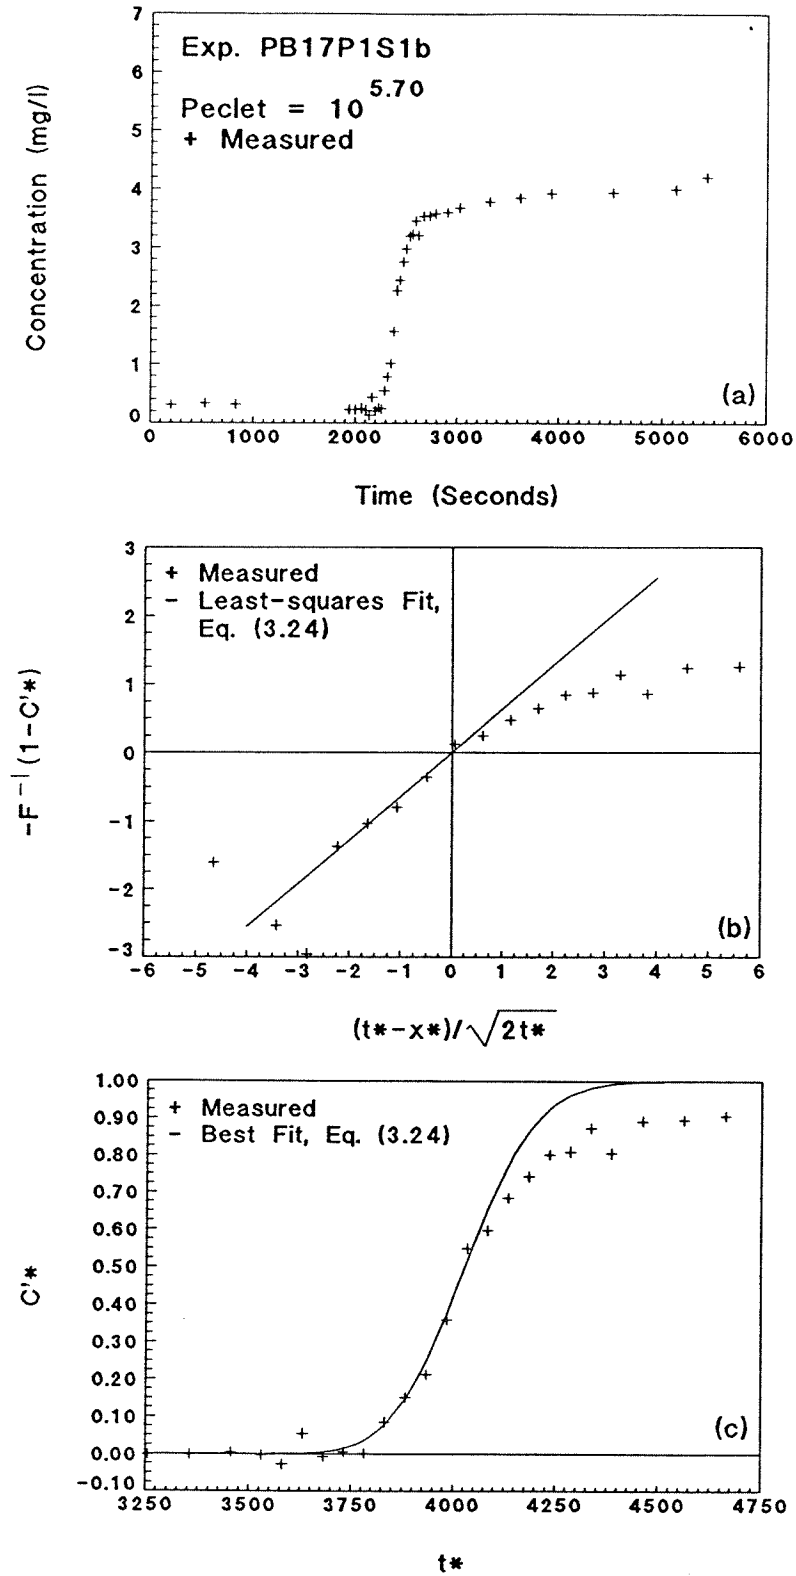 7
Exp. PB17P1S1b
6
Peclet = 10^5.70
5
+ Measured
4
3
2
1
0
Concentration (mg/l)
(a)
0 1000 2000 3000 4000 5000 6000
Time (Seconds)
3
+ Measured
- Least-squares Fit,
2
Eq. (3.24)
1
0
-1
-2
-3
-F^-1 (1-C'*)
(b)
-6 -5 -4 -3 -2 -1 0 1 2 3 4 5 6
(t*-x*)/√2t*
1.00
+ Measured
0.90
- Best Fit, Eq. (3.24)
0.80
0.70
0.60
0.50
0.40
0.30
0.20
0.10
0.00
-0.10
C'*
(c)
3250 3500 3750 4000 4250 4500 4750
t*